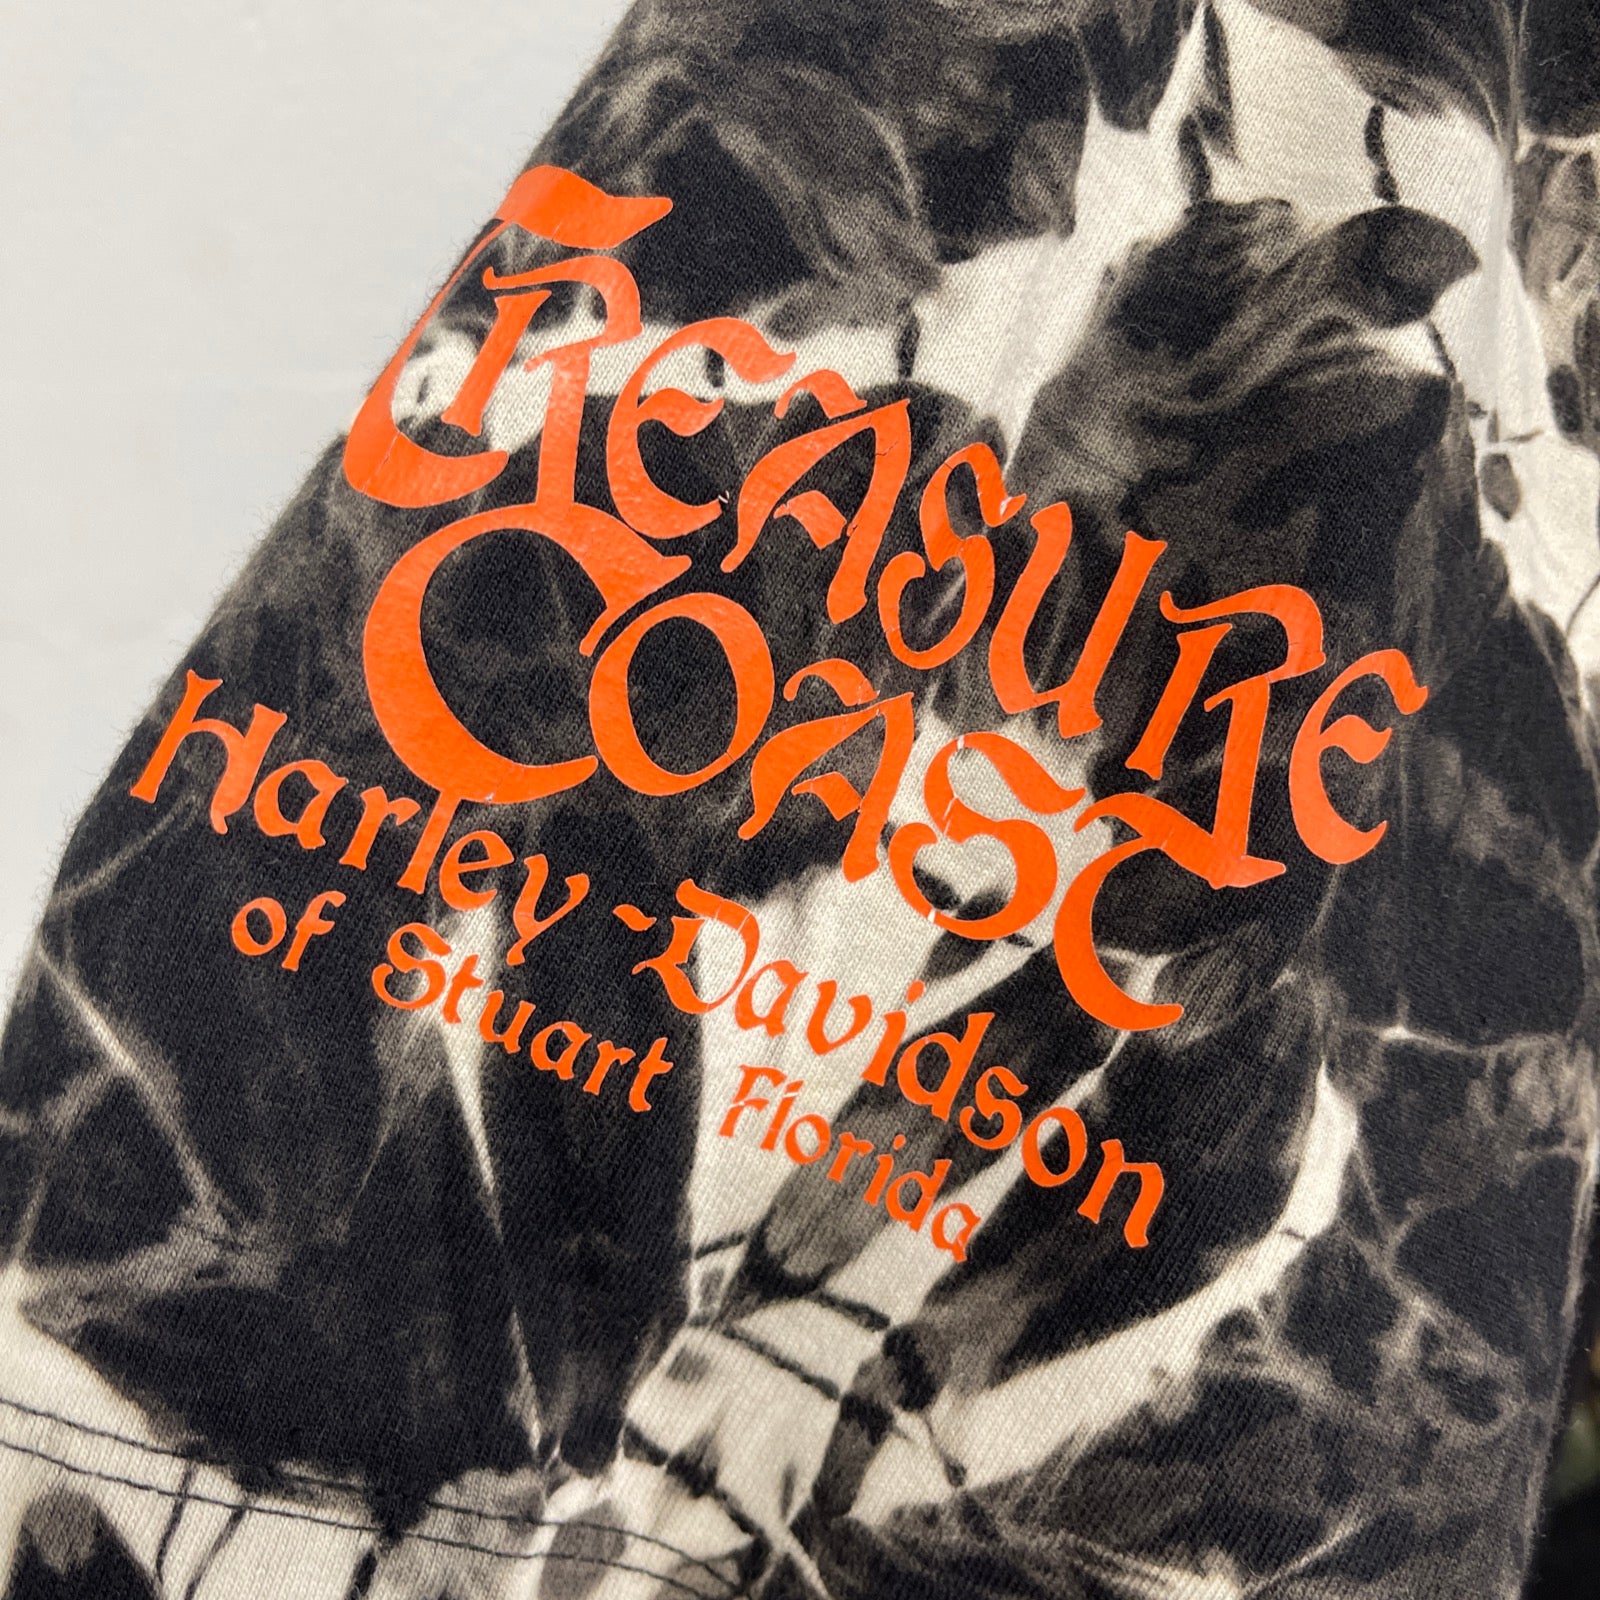 TREASURE
COAST
Harley-Davidson
of Stuart Florida